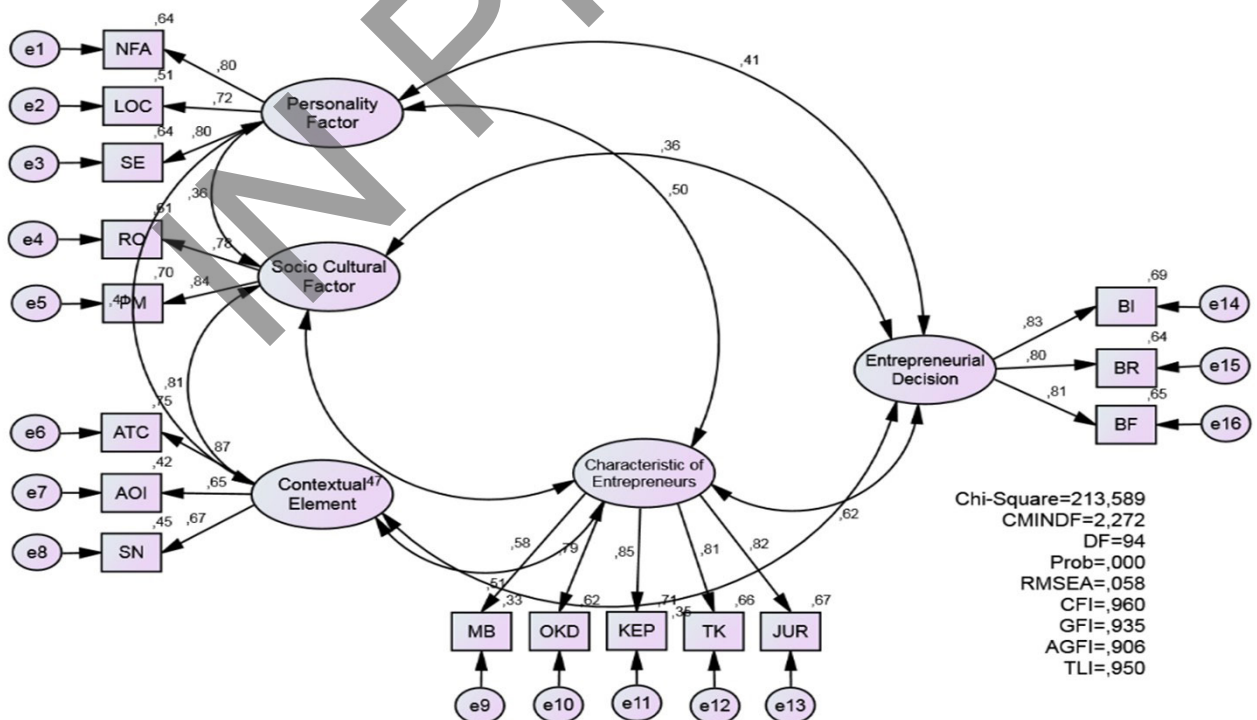 ,64
e1 NFA
,80
,41
,51
e2 LOC
,72
Personality
Factor
,64 ,80
e3 SE
,36
,50
,36
,61
e4 RO
,78
Socio Cultural
Factor
,70
,84
e5 ,41 PM
,69
BI e14
,83
Entrepreneurial
Decision
,64
,80
BR e15
,81
,65
BF e16
,81
,75
e6 ATC
,87
,42
e7 AOI
,65
Contextual
Element
,47
Characteristic of
Entrepreneurs
,45 ,67
e8 SN
,62
,58
,79
,85
,81
,82
,51
,33
,62
,71
,35
,66
,67
MB OKD KEP TK JUR
e9 e10 e11 e12 e13
Chi-Square=213,589
CMINDF=2,272
DF=94
Prob=,000
RMSEA=,058
CFI=,960
GFI=,935
AGFI=,906
TLI=,950
IN P